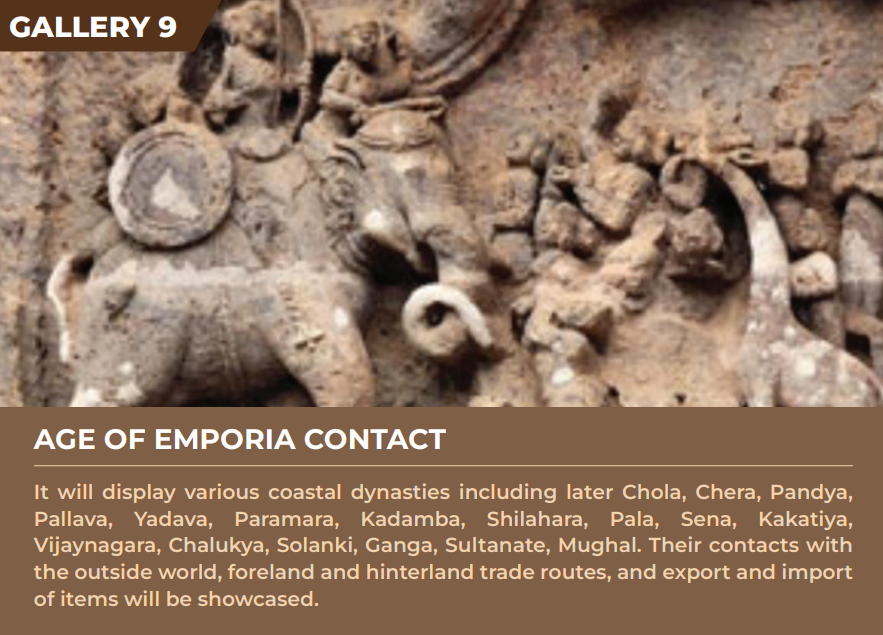 GALLERY 9
AGE OF EMPORIA CONTACT
It will display various coastal dynasties including later Chola, Chera, Pandya,
Pallava, Yadava, Paramara, Kadamba, Shilahara, Pala, Sena, Kakatiya,
Vijaynagara, Chalukya, Solanki, Ganga, Sultanate, Mughal. Their contacts with
the outside world, foreland and hinterland trade routes, and export and import
of items will be showcased.